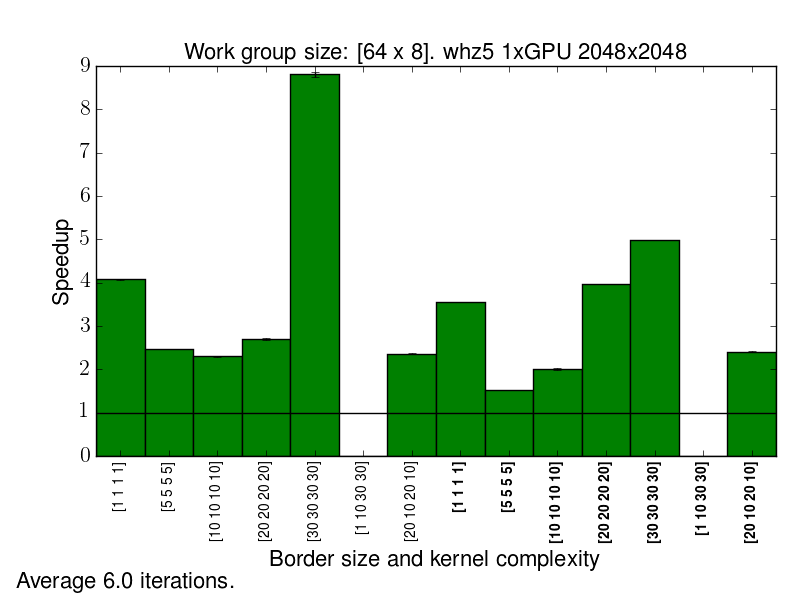 Work group size: [64 x 8]. whz5 1xGPU 2048x2048
9
8
7
6
5
4
3
2
1
0
Speedup
[1 1 1 1]
[5 5 5 5]
[10 10 10 10]
[20 20 20 20]
[30 30 30 30]
[1 10 30 30]
[20 10 20 10]
[1 1 1 1]
[5 5 5 5]
[10 10 10 10]
[20 20 20 20]
[30 30 30 30]
[1 10 30 30]
[20 10 20 10]
Border size and kernel complexity
Average 6.0 iterations.